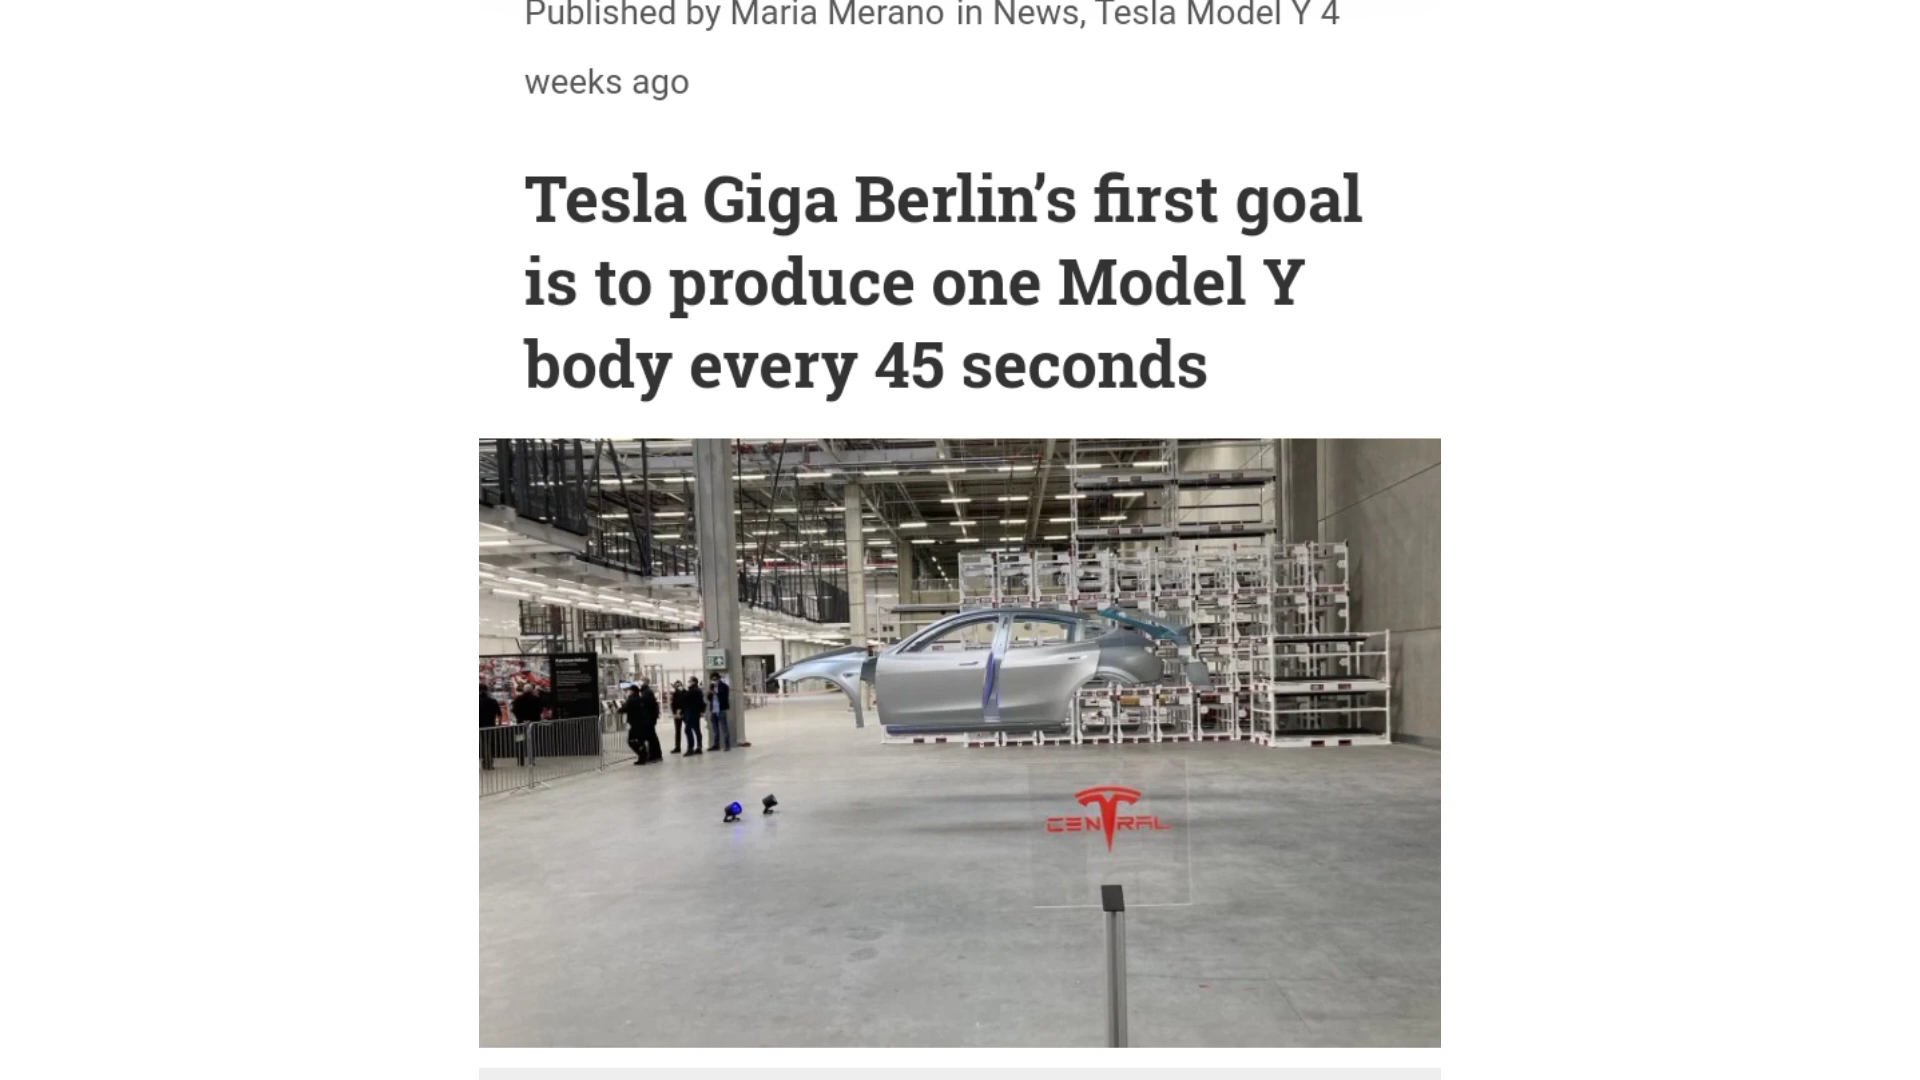 Published by Maria Merano in News, Tesla Model Y 4
weeks ago
Tesla Giga Berlin’s first goal
is to produce one Model Y
body every 45 seconds
CENTRAL